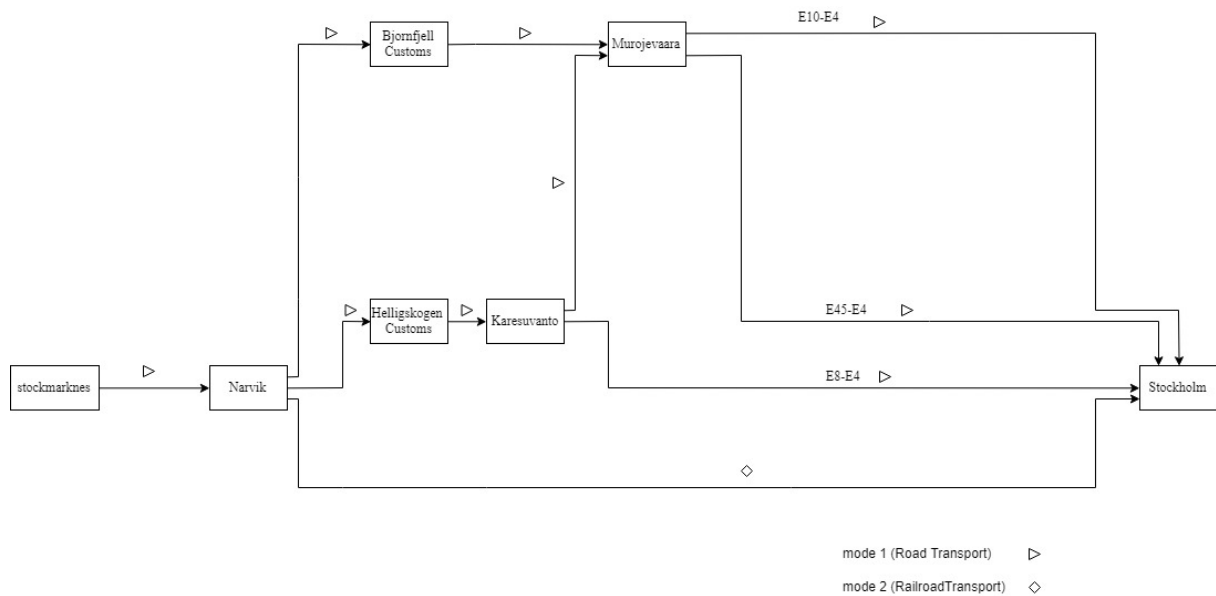 E10-E4
Bjornfjell
Customs
Murojevaara
Helligskogen
Customs
Karesuvanto
E45-E4
stockmarknes
Narvik
E8-E4
Stockholm
mode 1 (Road Transport)
mode 2 (RailroadTransport)